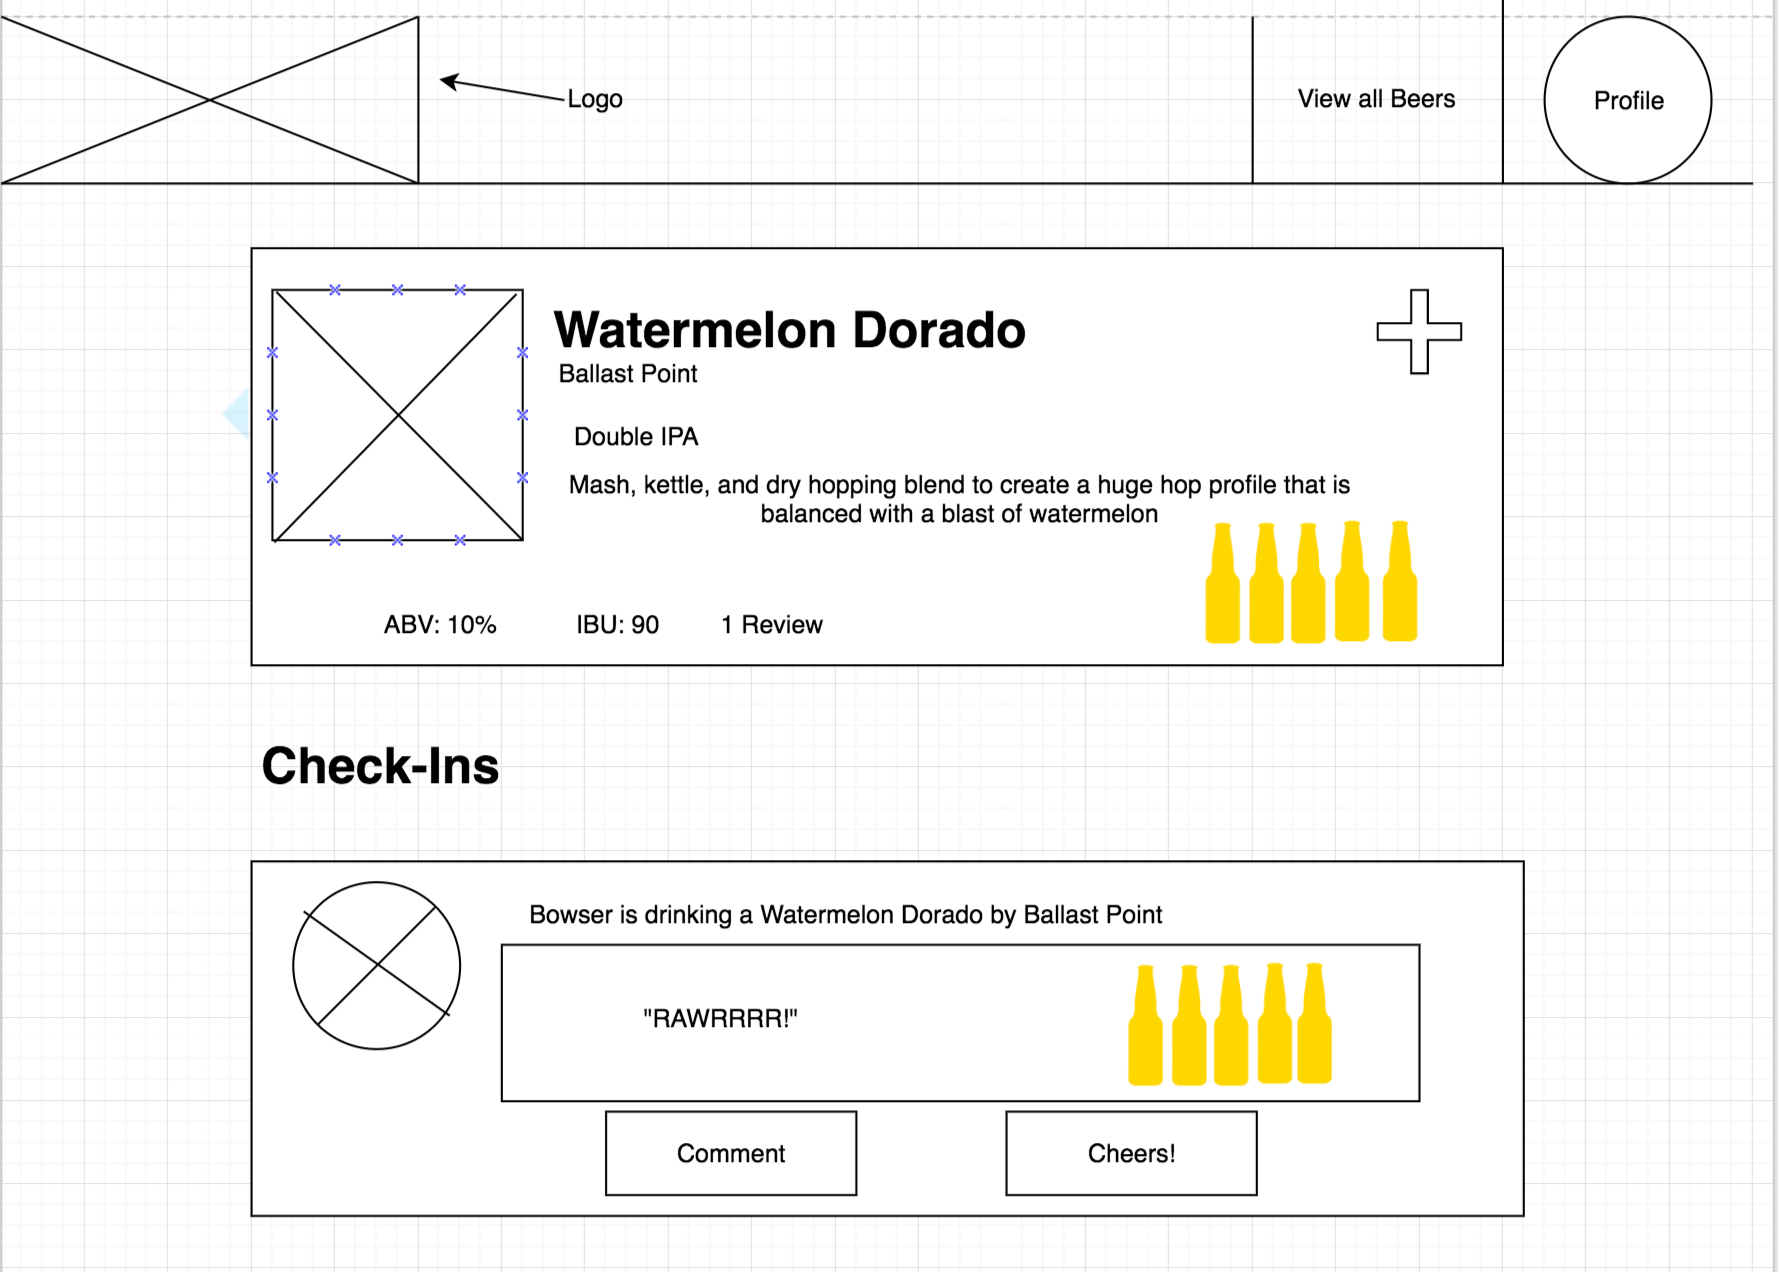 Logo
View all Beers
Profile
Watermelon Dorado
Ballast Point
Double IPA
Mash, kettle, and dry hopping blend to create a huge hop profile that is
balanced with a blast of watermelon
ABV: 10%
IBU: 90
1 Review
Check-Ins
Bowser is drinking a Watermelon Dorado by Ballast Point
"RAWRRRR!"
Comment
Cheers!